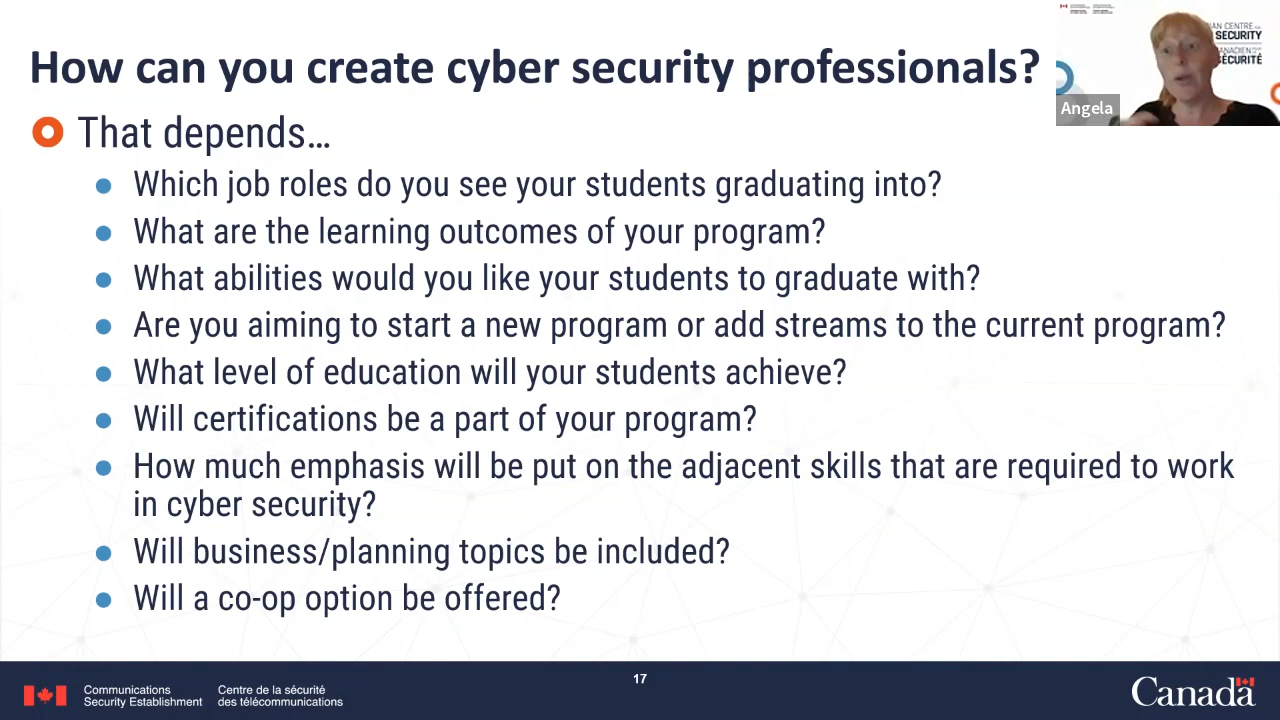 How can you create cyber security professionals?
AN CENTRE
SECURITY
ANADIEN
SÉCURITÉ
Angela
That depends...
Which job roles do you see your students graduating into?
What are the learning outcomes of your program?
What abilities would you like your students to graduate with?
Are you aiming to start a new program or add streams to the current program?
What level of education will your students achieve?
Will certifications be a part of your program?
How much emphasis will be put on the adjacent skills that are required to work
in cyber security?
Will business/planning topics be included?
Will a co-op option be offered?
Communications
Security Establishment
Centre de la sécurité
des télécommunications
17
Canada